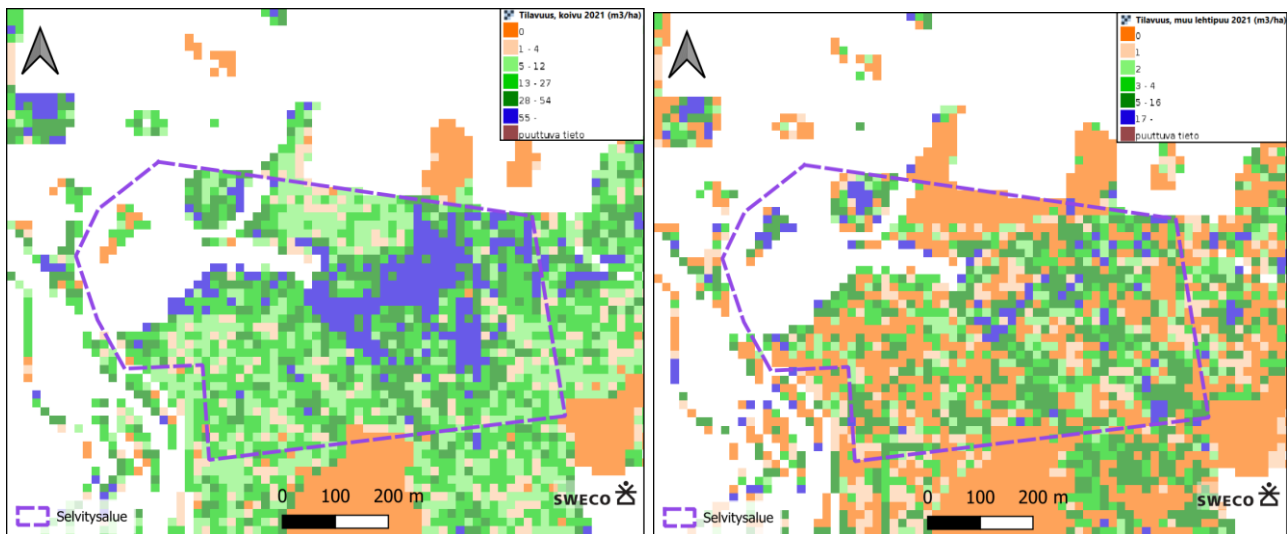 Tilavuus, koivu 2021 (m3/ha)
0
1 - 4
5 - 12
13 - 27
28 - 54
55 -
puuttuva tieto
Selvitysalue
0 100 200 m
SWECO
Tilavuus, muu lehtipuu 2021 (m3/ha)
0
1
2
3 - 4
5 - 16
17 -
puuttuva tieto
Selvitysalue
0 100 200 m
SWECO